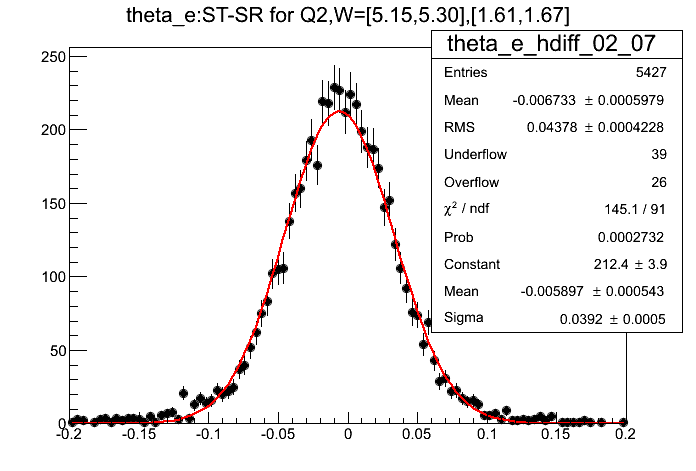 theta_e:ST-SR for Q2,W=[5.15,5.30],[1.61,1.67]
theta_e_hdiff_02_07
Entries 5427
Mean -0.006733 ± 0.0005979
RMS 0.04378 ± 0.0004228
Underflow 39
Overflow 26
χ² / ndf 145.1 / 91
Prob 0.0002732
Constant 212.4 ± 3.9
Mean -0.005897 ± 0.000543
Sigma 0.0392 ± 0.0005
250
200
150
100
50
0
-0.2 -0.15 -0.1 -0.05 0 0.05 0.1 0.15 0.2